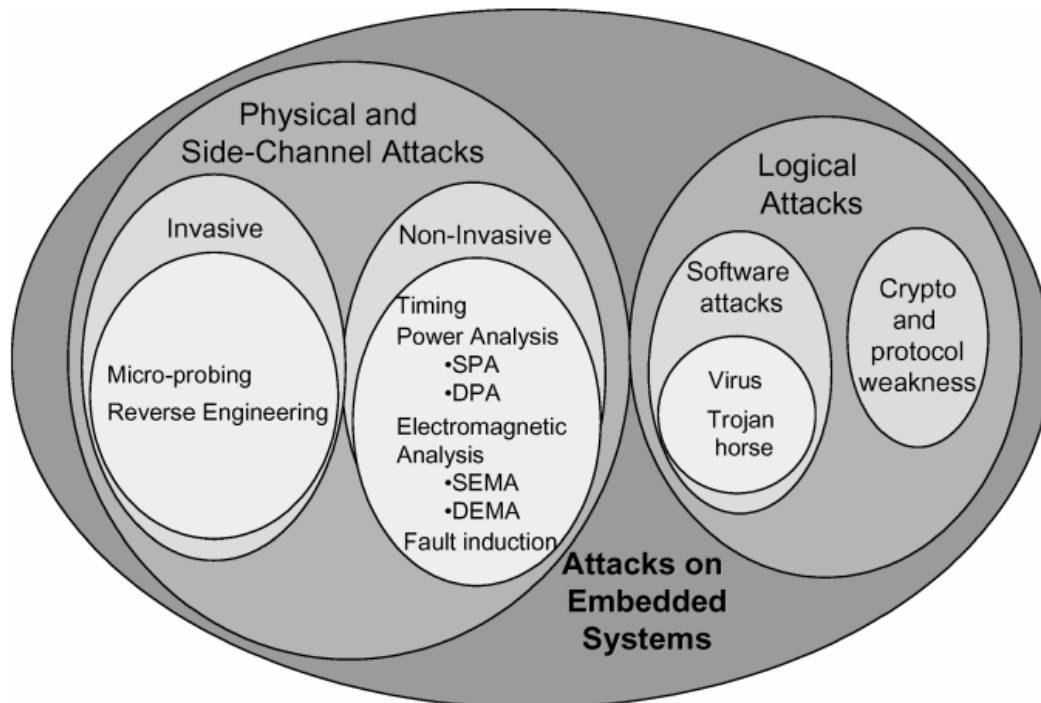 Physical and
Side-Channel Attacks
Invasive
Micro-probing
Reverse Engineering
Non-Invasive
Timing
Power Analysis
•SPA
•DPA
Electromagnetic
Analysis
•SEMA
•DEMA
Fault induction
Logical
Attacks
Software
attacks
Virus
Trojan
horse
Crypto
and
protocol
weakness
Attacks on
Embedded
Systems